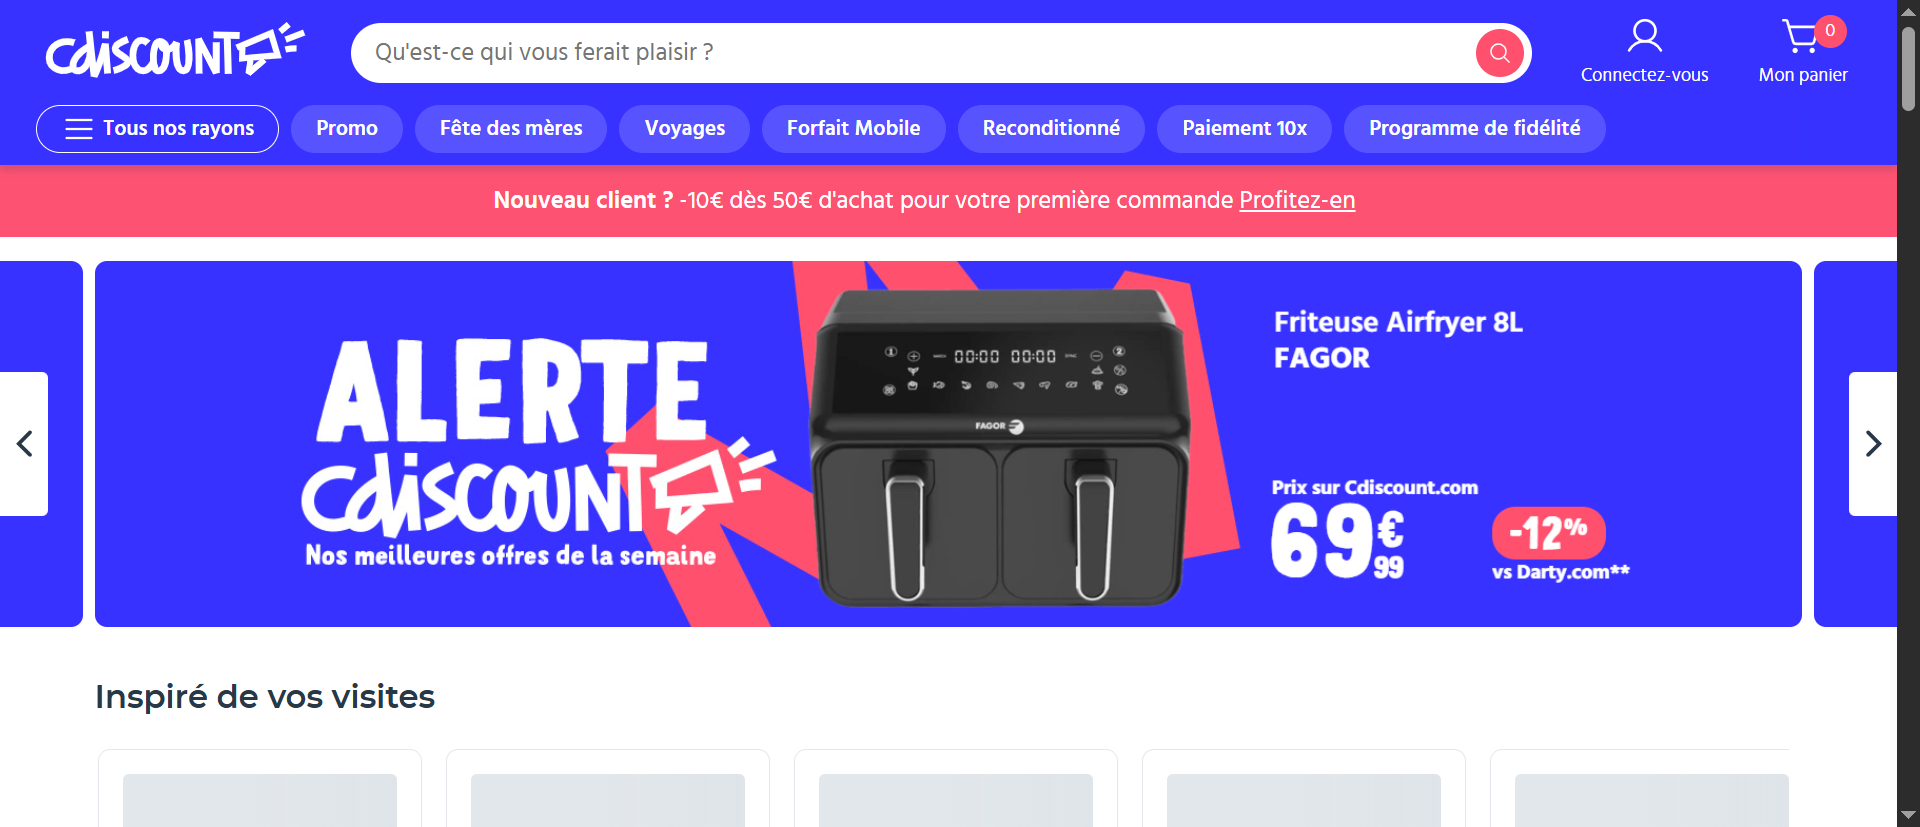 cdiscount
Qu'est-ce qui vous ferait plaisir ?
Connectez-vous
0
Mon panier
Tous nos rayons
Promo
Fête des mères
Voyages
Forfait Mobile
Reconditionné
Paiement 10x
Programme de fidélité
Nouveau client ? -10€ dès 50€ d'achat pour votre première commande Profitez-en
ALERTE
cdiscount
Nos meilleures offres de la semaine
1
00:00 00:00
2
FAGOR
Friteuse Airfryer 8L
FAGOR
Prix sur Cdiscount.com
69€99
-12%
vs Darty.com**
Inspiré de vos visites